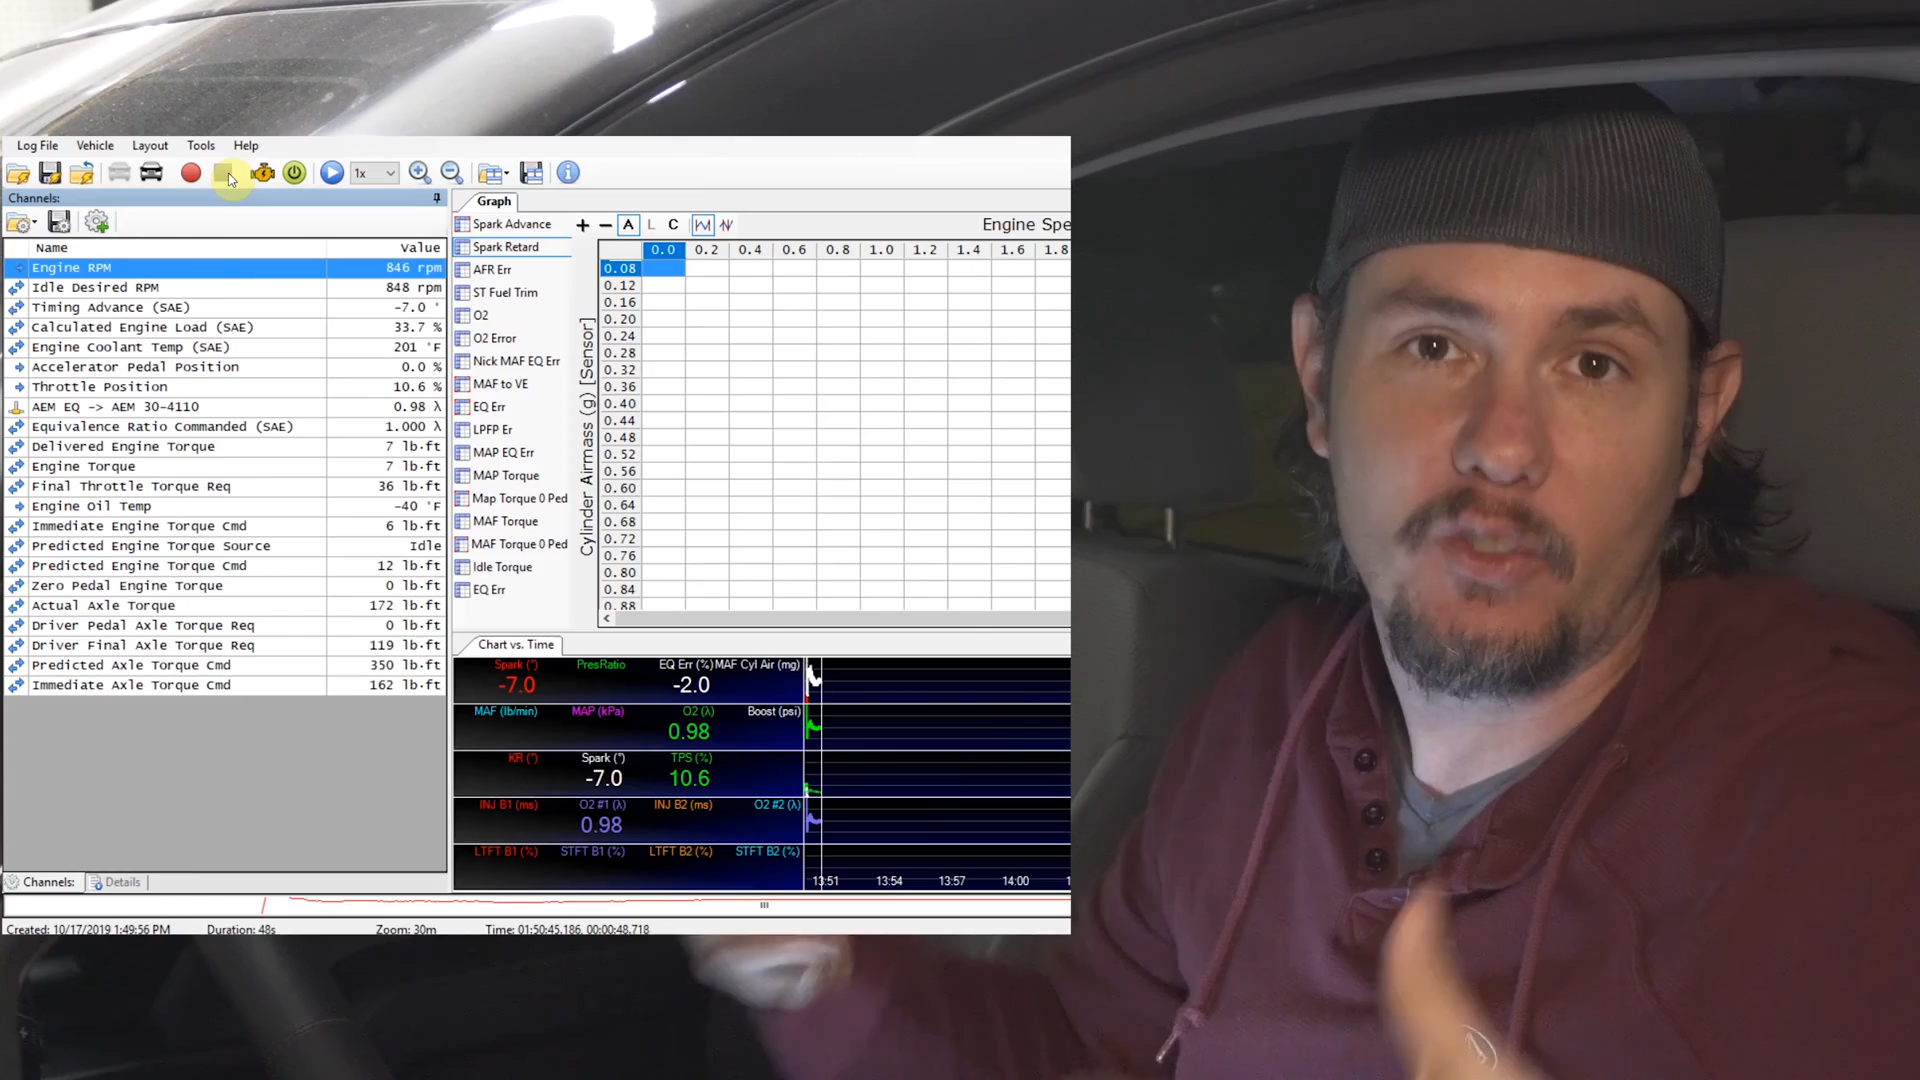 Log File Vehicle Layout Tools Help
1x
Channels:
Name Value
Engine RPM 846 rpm
Idle Desired RPM 848 rpm
Timing Advance (SAE) -7.0 °
Calculated Engine Load (SAE) 33.7 %
Engine Coolant Temp (SAE) 201 °F
Accelerator Pedal Position 0.0 %
Throttle Position 10.6 %
AEM EQ -> AEM 30-4110 0.98 λ
Equivalence Ratio Commanded (SAE) 1.000 λ
Delivered Engine Torque 7 lb·ft
Engine Torque 7 lb·ft
Final Throttle Torque Req 36 lb·ft
Engine Oil Temp -40 °F
Immediate Engine Torque Cmd 6 lb·ft
Predicted Engine Torque Source Idle
Predicted Engine Torque Cmd 12 lb·ft
Zero Pedal Engine Torque 0 lb·ft
Actual Axle Torque 172 lb·ft
Driver Pedal Axle Torque Req 0 lb·ft
Driver Final Axle Torque Req 119 lb·ft
Predicted Axle Torque Cmd 350 lb·ft
Immediate Axle Torque Cmd 162 lb·ft
Channels: Details
Graph
Spark Advance
Spark Retard
AFR Err
ST Fuel Trim
O2
O2 Error
Nick MAF EQ Err
MAF to VE
EQ Err
LPFP Er
MAP EQ Err
MAP Torque
Map Torque 0 Ped
MAF Torque
MAF Torque 0 Ped
Idle Torque
EQ Err
+ − A L C Engine Spe
0.0 0.2 0.4 0.6 0.8 1.0 1.2 1.4 1.6 1.8
Cylinder Airmass (g) [Sensor]
0.08
0.12
0.16
0.20
0.24
0.28
0.32
0.36
0.40
0.44
0.48
0.52
0.56
0.60
0.64
0.68
0.72
0.76
0.80
0.84
0.88
Chart vs. Time
Spark (°) PresRatio EQ Err (%) MAF Cyl Air (mg)
-7.0 -2.0
MAF (lb/min) MAP (kPa) O2 (λ) Boost (psi)
0.98
KR (°) Spark (°) TPS (%)
-7.0 10.6
INJ B1 (ms) O2 #1 (λ) INJ B2 (ms) O2 #2 (λ)
0.98
LTFT B1 (%) STFT B1 (%) LTFT B2 (%) STFT B2 (%)
13:51 13:54 13:57 14:00
Created: 10/17/2019 1:49:56 PM Duration: 48s Zoom: 30m Time: 01:50:45.186, 00:00:48.718